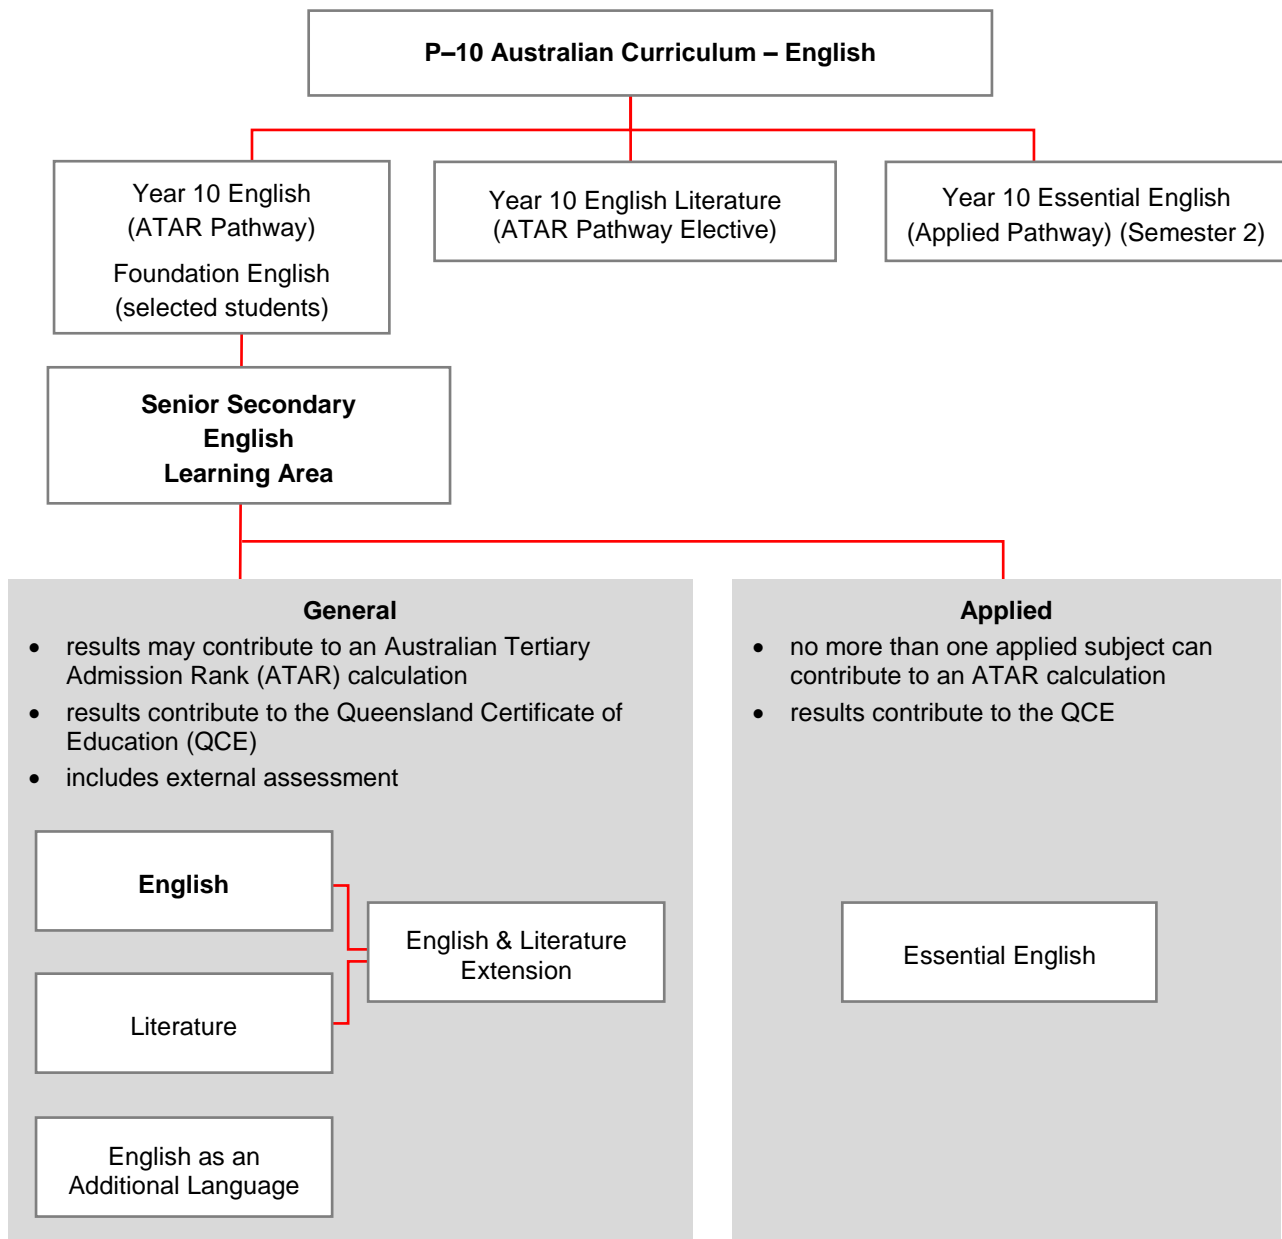 P–10 Australian Curriculum – English
Year 10 English
(ATAR Pathway)
Foundation English
(selected students)
Year 10 English Literature
(ATAR Pathway Elective)
Year 10 Essential English
(Applied Pathway) (Semester 2)
Senior Secondary
English
Learning Area
General
• results may contribute to an Australian Tertiary
Admission Rank (ATAR) calculation
• results contribute to the Queensland Certificate of
Education (QCE)
• includes external assessment
English
Literature
English & Literature
Extension
English as an
Additional Language
Applied
• no more than one applied subject can
contribute to an ATAR calculation
• results contribute to the QCE
Essential English